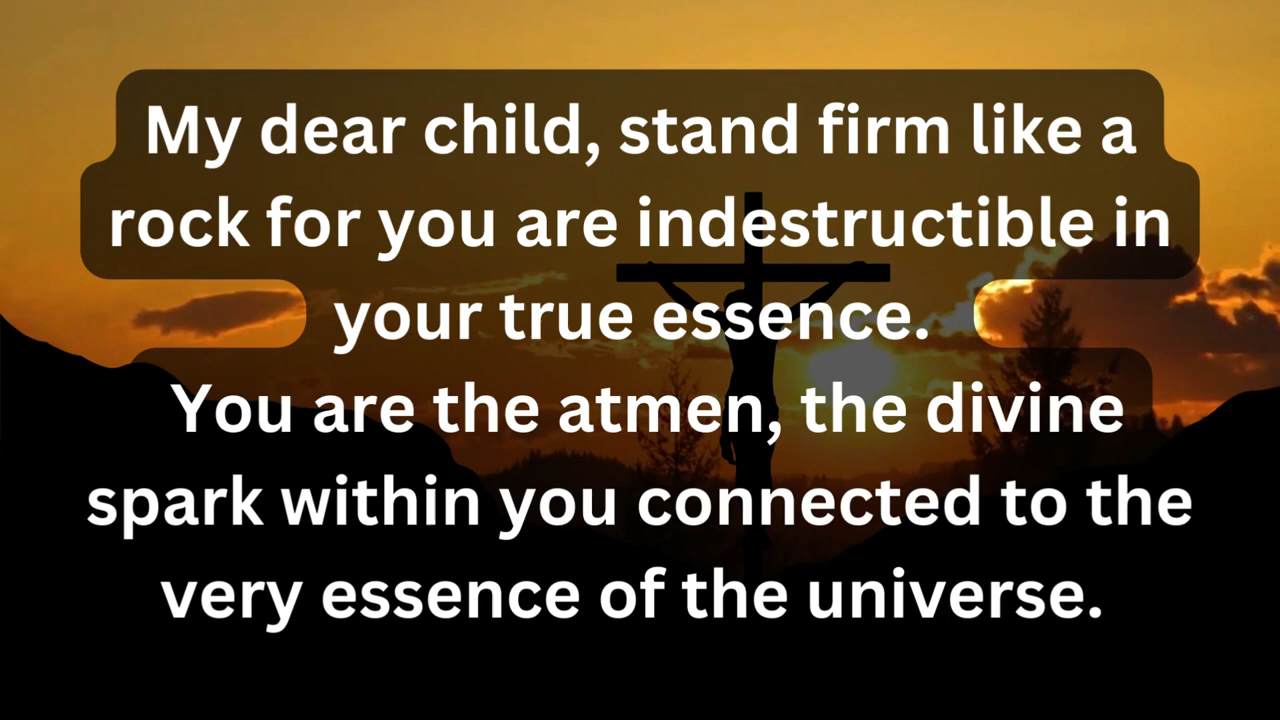 My dear child, stand firm like a
rock for you are indestructible in
your true essence.
You are the atmen, the divine
spark within you connected to the
very essence of the universe.